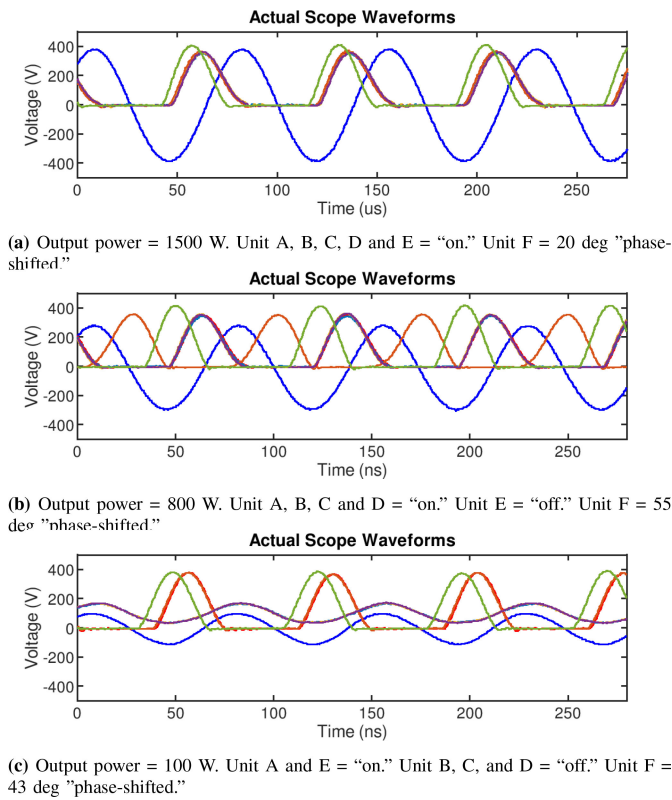 Actual Scope Waveforms
400
200
0
-200
-400
Voltage (V)
0 50 100 150 200 250
Time (us)
(a) Output power = 1500 W. Unit A, B, C, D and E = “on.” Unit F = 20 deg ”phase-
shifted.”
Actual Scope Waveforms
400
200
0
-200
-400
Voltage (V)
0 50 100 150 200 250
Time (ns)
(b) Output power = 800 W. Unit A, B, C and D = “on.” Unit E = “off.” Unit F = 55
deg ”phase-shifted.”
Actual Scope Waveforms
400
200
0
-200
-400
Voltage (V)
0 50 100 150 200 250
Time (ns)
(c) Output power = 100 W. Unit A and E = “on.” Unit B, C, and D = “off.” Unit F =
43 deg ”phase-shifted.”